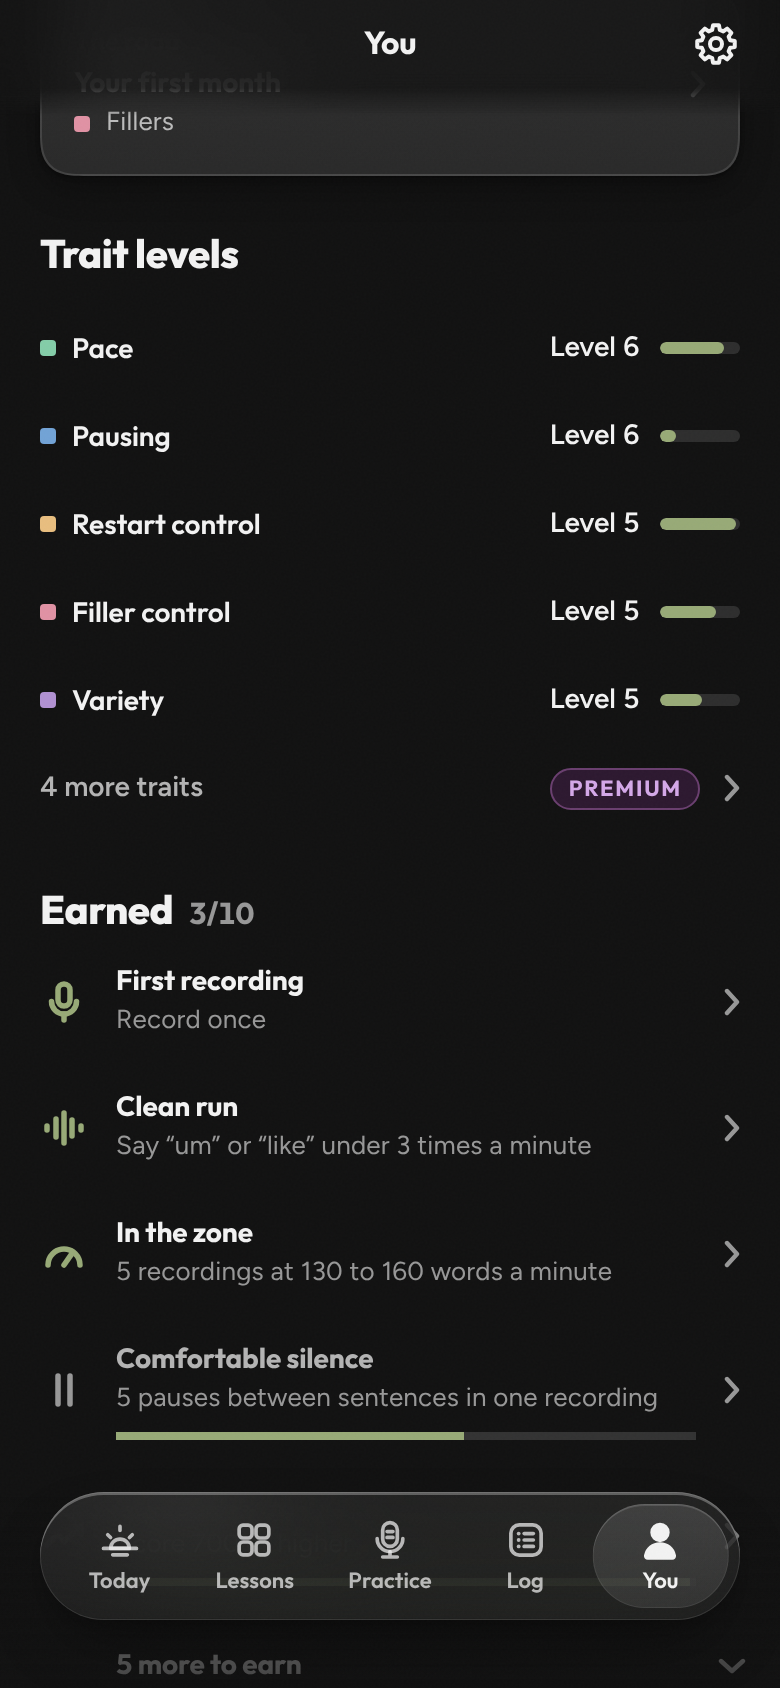 You
Your first month
Fillers
Trait levels
Pace
Level 6
Pausing
Level 6
Restart control
Level 5
Filler control
Level 5
Variety
Level 5
4 more traits
PREMIUM
Earned 3/10
First recording
Record once
Clean run
Say “um” or “like” under 3 times a minute
In the zone
5 recordings at 130 to 160 words a minute
Comfortable silence
5 pauses between sentences in one recording
Today
Lessons
Practice
Log
You
5 more to earn